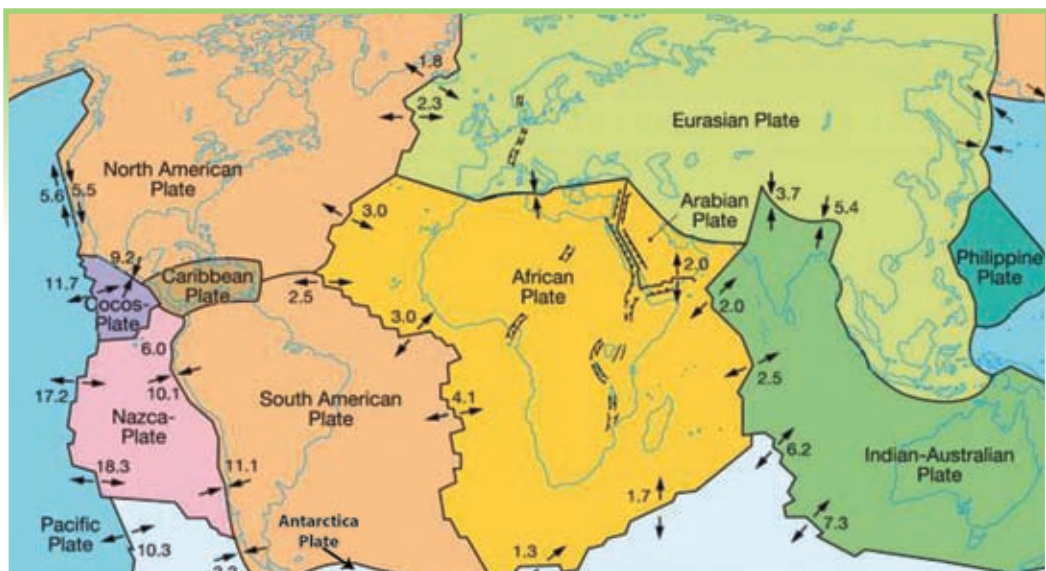 1.8
2.3
Eurasian Plate
North American
Plate
5.6
5.5
3.0
Arabian
Plate
3.7
5.4
9.2
11.7
Caribbean
Plate
Cocos-
Plate
2.5
African
Plate
2.0
Philippine
Plate
3.0
2.0
6.0
10.1
2.5
17.2
South American
Plate
4.1
Nazca-
Plate
6.2
Indian-Australian
Plate
18.3
11.1
1.7
Pacific
Plate
10.3
Antarctica
Plate
7.3
1.3